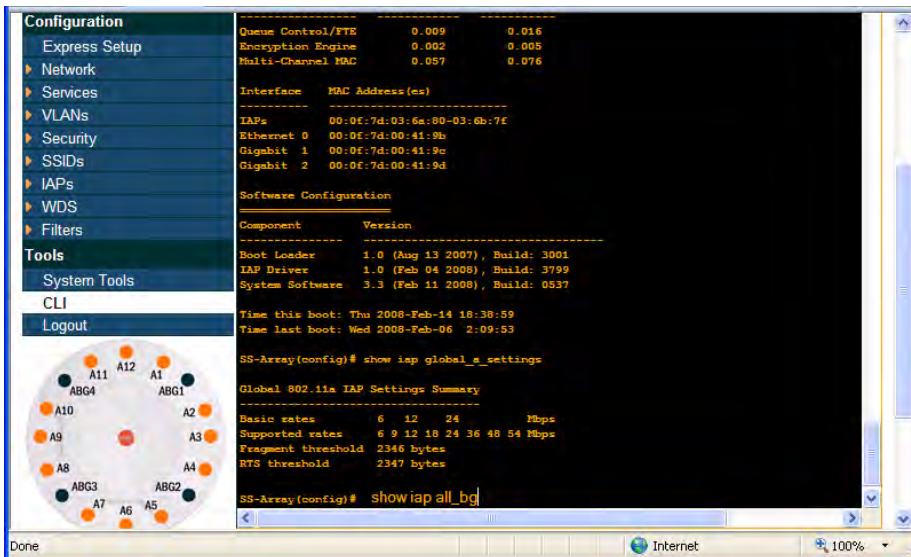 Configuration
Express Setup
Network
Services
VLANs
Security
SSIDs
IAPs
WDS
Filters
Tools
System Tools
CLI
Logout
A12
A11
A1
ABG4
ABG1
A10
A2
A9
A3
A8
A4
ABG3
ABG2
A7
A6
A5
Queue Control/FTE 0.009 0.016
Encryption Engine 0.002 0.005
Multi-Channel MAC 0.057 0.076
Interface MAC Address(es)
IAPs 00:0f:7d:03:6a:80-03:6b:7f
Ethernet 0 00:0f:7d:00:41:9b
Gigabit 1 00:0f:7d:00:41:9c
Gigabit 2 00:0f:7d:00:41:9d
Software Configuration
Component Version
Boot Loader 1.0 (Aug 13 2007), Build: 3001
IAP Driver 1.0 (Feb 04 2008), Build: 3799
System Software 3.3 (Feb 11 2008), Build: 0537
Time this boot: Thu 2008-Feb-14 18:38:59
Time last boot: Wed 2008-Feb-06 2:09:53
SS-Array(config)# show iap global_a_settings
Global 802.11a IAP Settings Summary
Basic rates 6 12 24 Mbps
Supported rates 6 9 12 18 24 36 48 54 Mbps
Fragment threshold 2346 bytes
RTS threshold 2347 bytes
SS-Array(config)# show iap all_bg
Done
Internet
100%